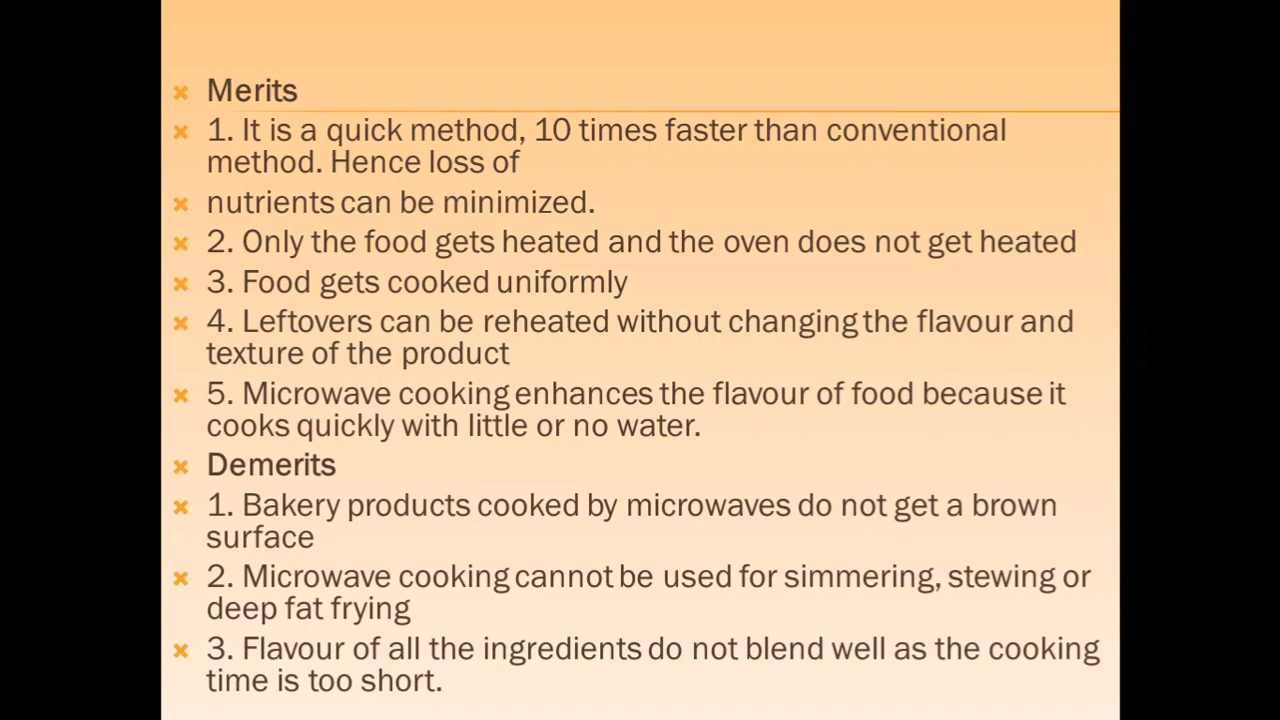 Merits
1. It is a quick method, 10 times faster than conventional
method. Hence loss of
nutrients can be minimized.
2. Only the food gets heated and the oven does not get heated
3. Food gets cooked uniformly
4. Leftovers can be reheated without changing the flavour and
texture of the product
5. Microwave cooking enhances the flavour of food because it
cooks quickly with little or no water.
Demerits
1. Bakery products cooked by microwaves do not get a brown
surface
2. Microwave cooking cannot be used for simmering, stewing or
deep fat frying
3. Flavour of all the ingredients do not blend well as the cooking
time is too short.